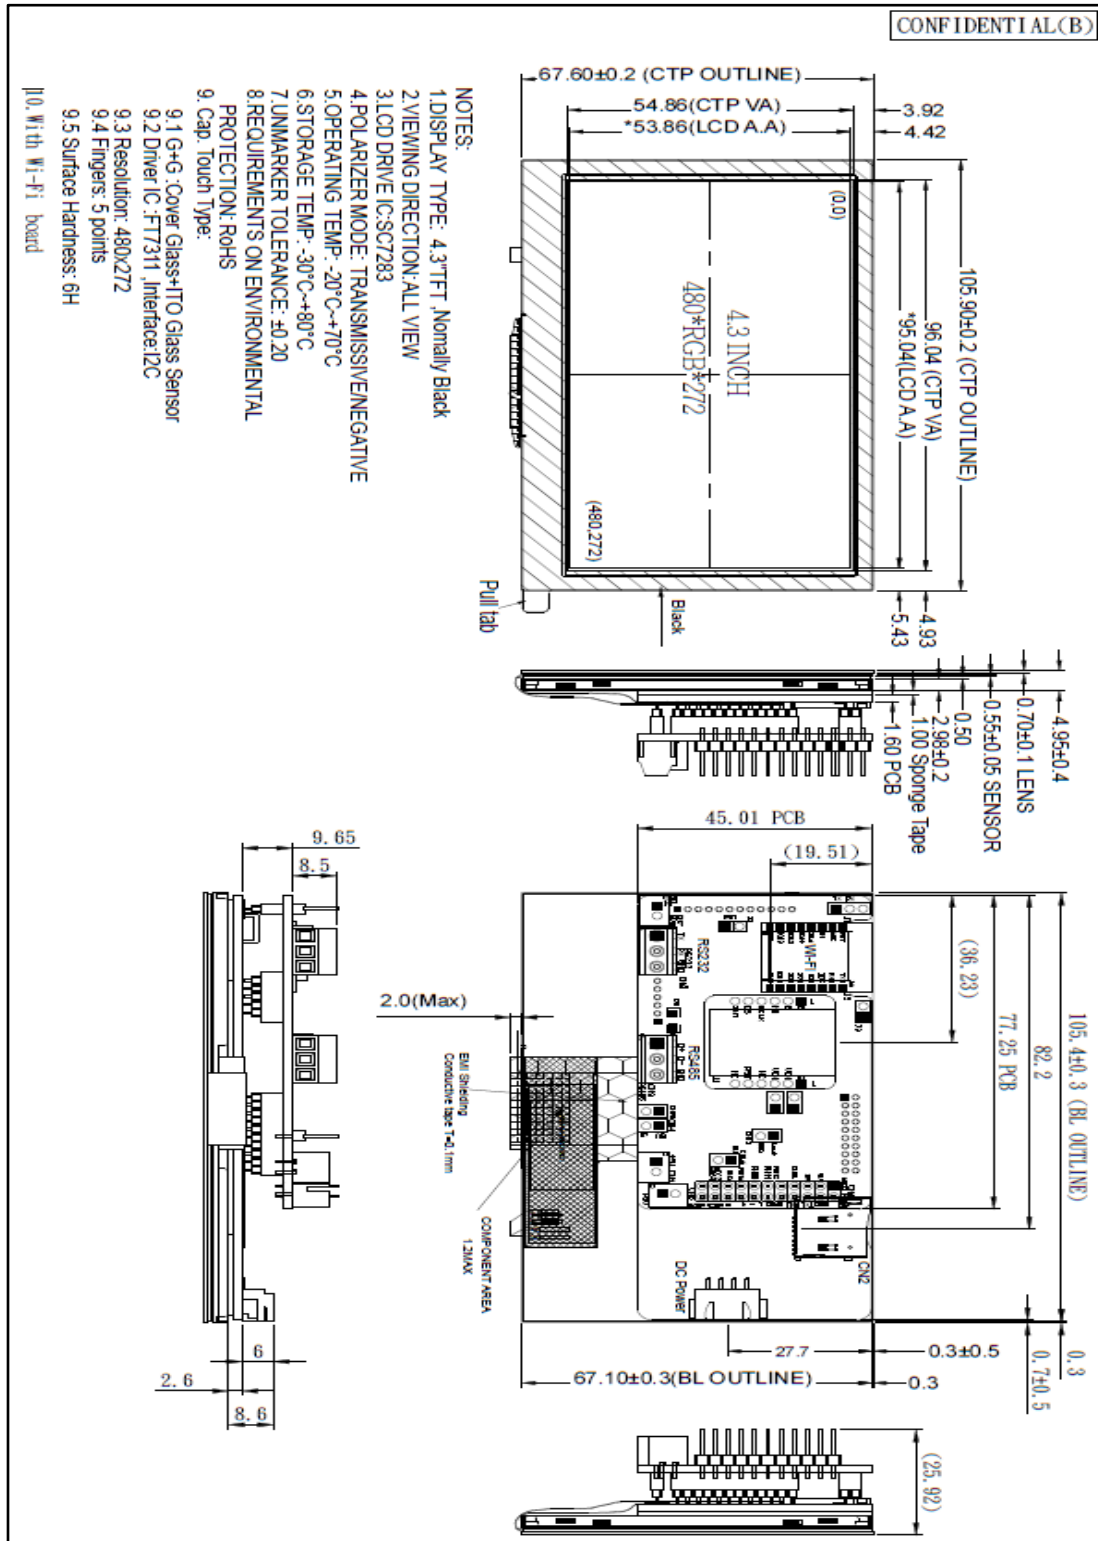 CONFIDENTIAL(B)
67.60±0.2 (CTP OUTLINE)
54.86(CTP VA)
*53.86(LCD A.A)
3.92
4.42
105.90±0.2 (CTP OUTLINE)
96.04 (CTP VA)
*95.04(LCD A.A)
(0,0)
4.3 INCH
480*RGB*272
(480,272)
4.93
5.43
Black
Pull tab
NOTES:
1.DISPLAY TYPE: 4.3"TFT ,Nomally Black
2.VIEWING DIRECTION:ALL VIEW
3.LCD DRIVE IC:SC7283
4.POLARIZER MODE: TRANSMISSIVE/NEGATIVE
5.OPERATING TEMP: -20°C~+70°C
6.STORAGE TEMP: -30°C~+80°C
7.UNMARKER TOLERANCE: ±0.20
8.REQUIREMENTS ON ENVIRONMENTAL
PROTECTION: RoHS
9. Cap. Touch Type:
9.1 G+G :Cover Glass+ITO Glass Sensor
9.2 Driver IC :FT7311 ,Interface:I2C
9.3 Resolution: 480x272
9.4 Fingers: 5 points
9.5 Surface Hardness: 6H
10. With Wi-Fi board
4.95±0.4
0.70±0.1 LENS
0.55±0.05 SENSOR
0.50
2.98±0.2
1.00 Sponge Tape
1.60 PCB
45.01 PCB
(19.51)
(36.23)
77.25 PCB
82.2
105.4±0.3 (BL OUTLINE)
WI-FI
RS232
RS485
CN2
DC Power
2.0(Max)
EMI Shielding
Conductive tape T=0.1mm
COMPONENT AREA
1.2MAX
27.7
67.10±0.3(BL OUTLINE)
0.3±0.5
0.3
0.3
0.7±0.5
9.65
8.5
6
2.6
8.6
(25.92)